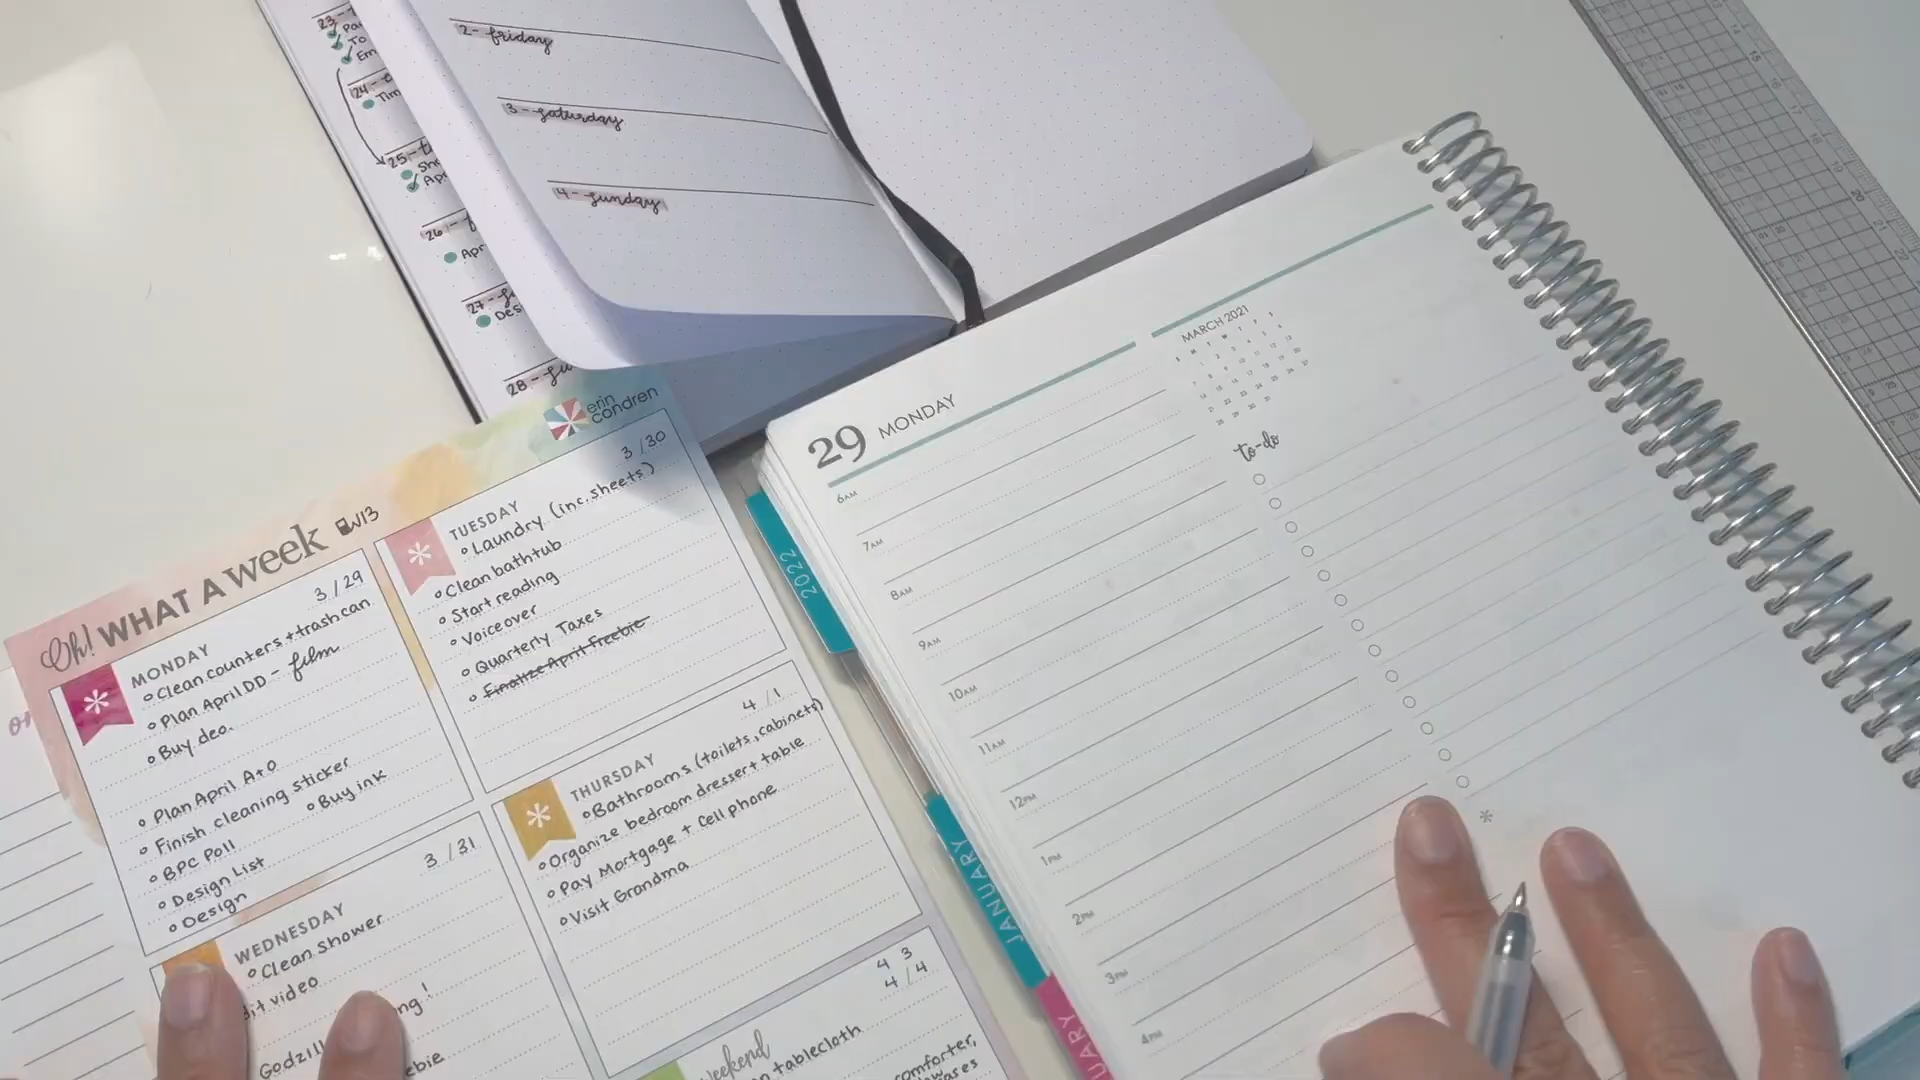 2- friday
3- saturday
4- sunday
23-
24-
Tim
25-
26-
Apr
27-
Des
28-
erin
condren
Oh! WHAT A week W13
MONDAY
3/29
Clean counters + trash can
Plan April DD - film
Buy deo.
Plan April A+O
Finish cleaning sticker
BPC Poll
Buy ink
Design List
Design
TUESDAY
3/30
Laundry (inc. sheets)
Clean bathtub
Start reading
Voiceover
Quarterly Taxes
Finalize April Freebie
WEDNESDAY
3/31
Clean Shower
video
THURSDAY
4/1
Bathrooms (toilets, cabinets)
Organize bedroom dresser + table
Pay Mortgage + Cell phone
Visit Grandma
weekend
4 3
4/4
tablecloth
comforter,
29 MONDAY
6AM
7AM
8AM
9AM
10AM
11AM
12PM
1PM
2PM
3PM
4PM
MARCH 2021
to-do
*
2022
JANUARY